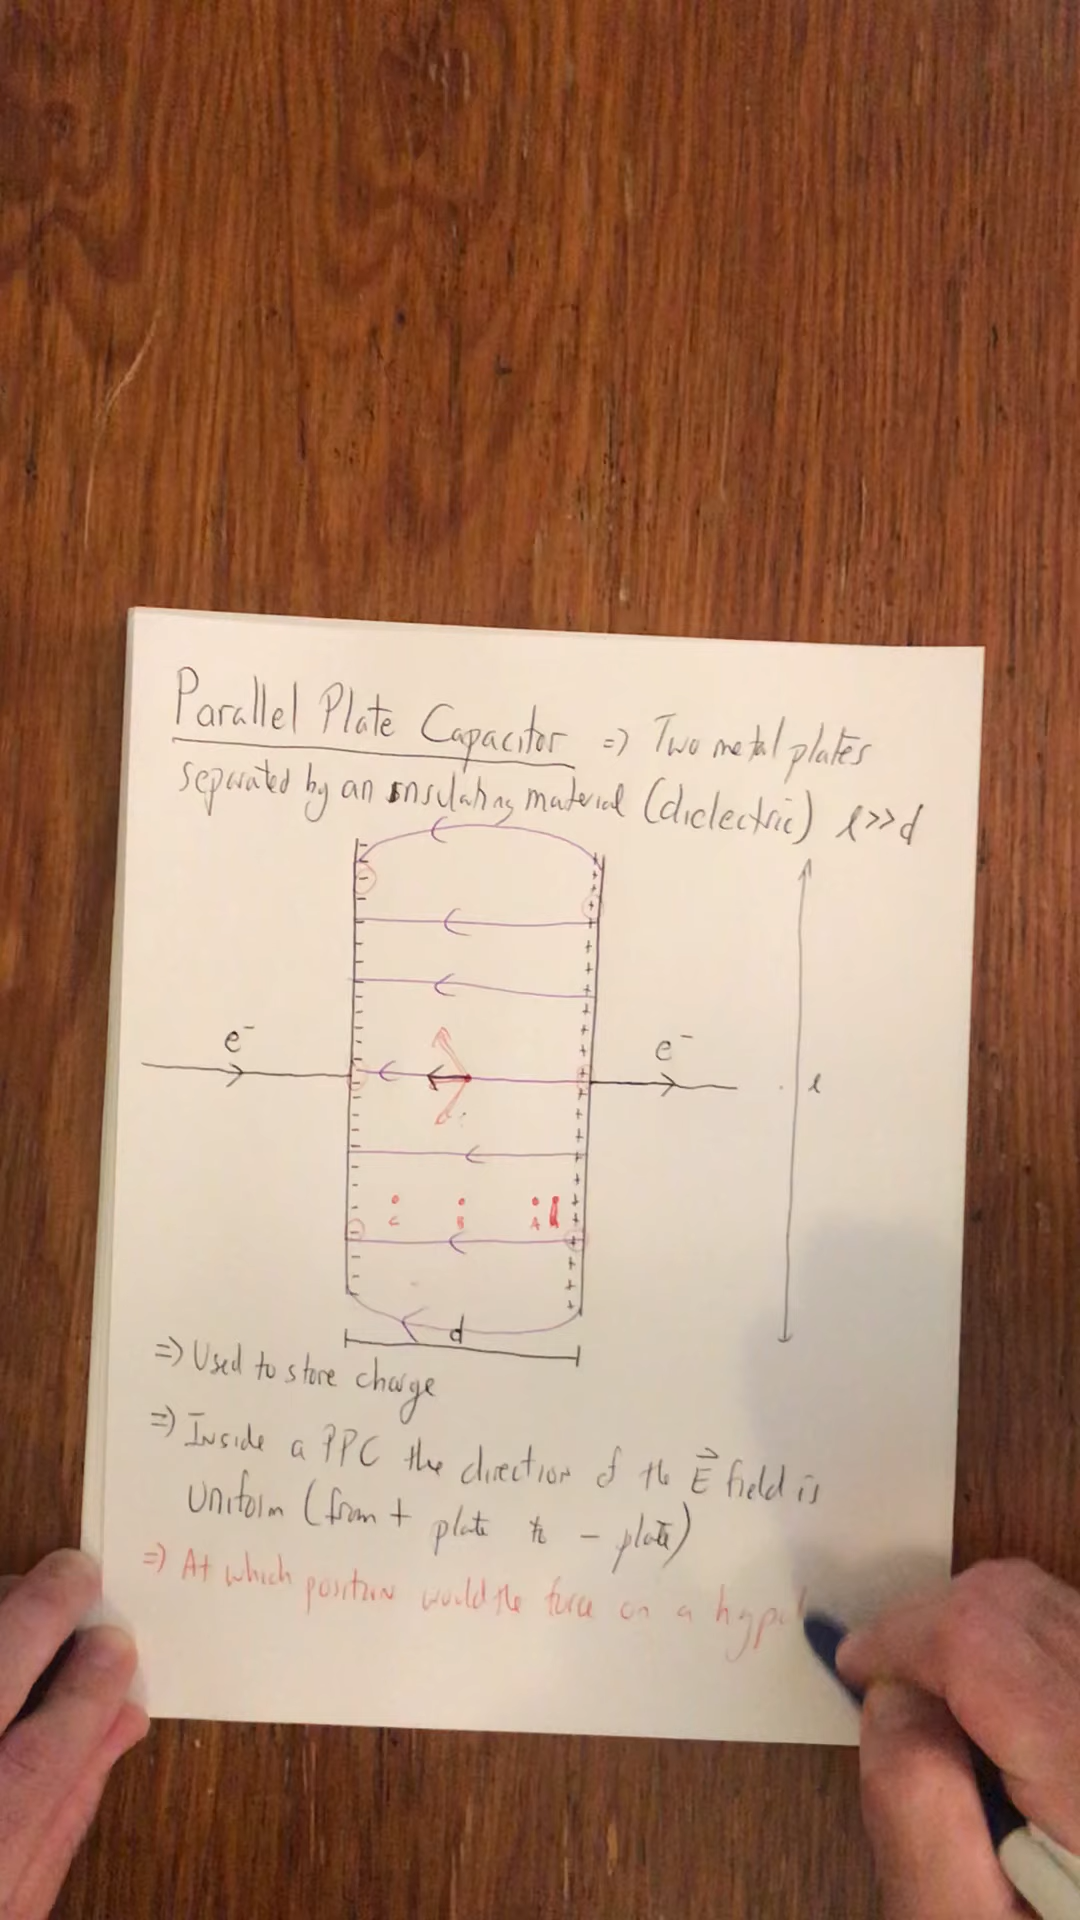 Parallel Plate Capacitor => Two metal plates
separated by an insulating material (dielectric) l>>d
e⁻
e⁻
l
C B A
d
=> Used to store charge
=> Inside a PPC the direction of the E⃗ field is
uniform (from + plate to - plate)
=> At which position would the force on a hypo